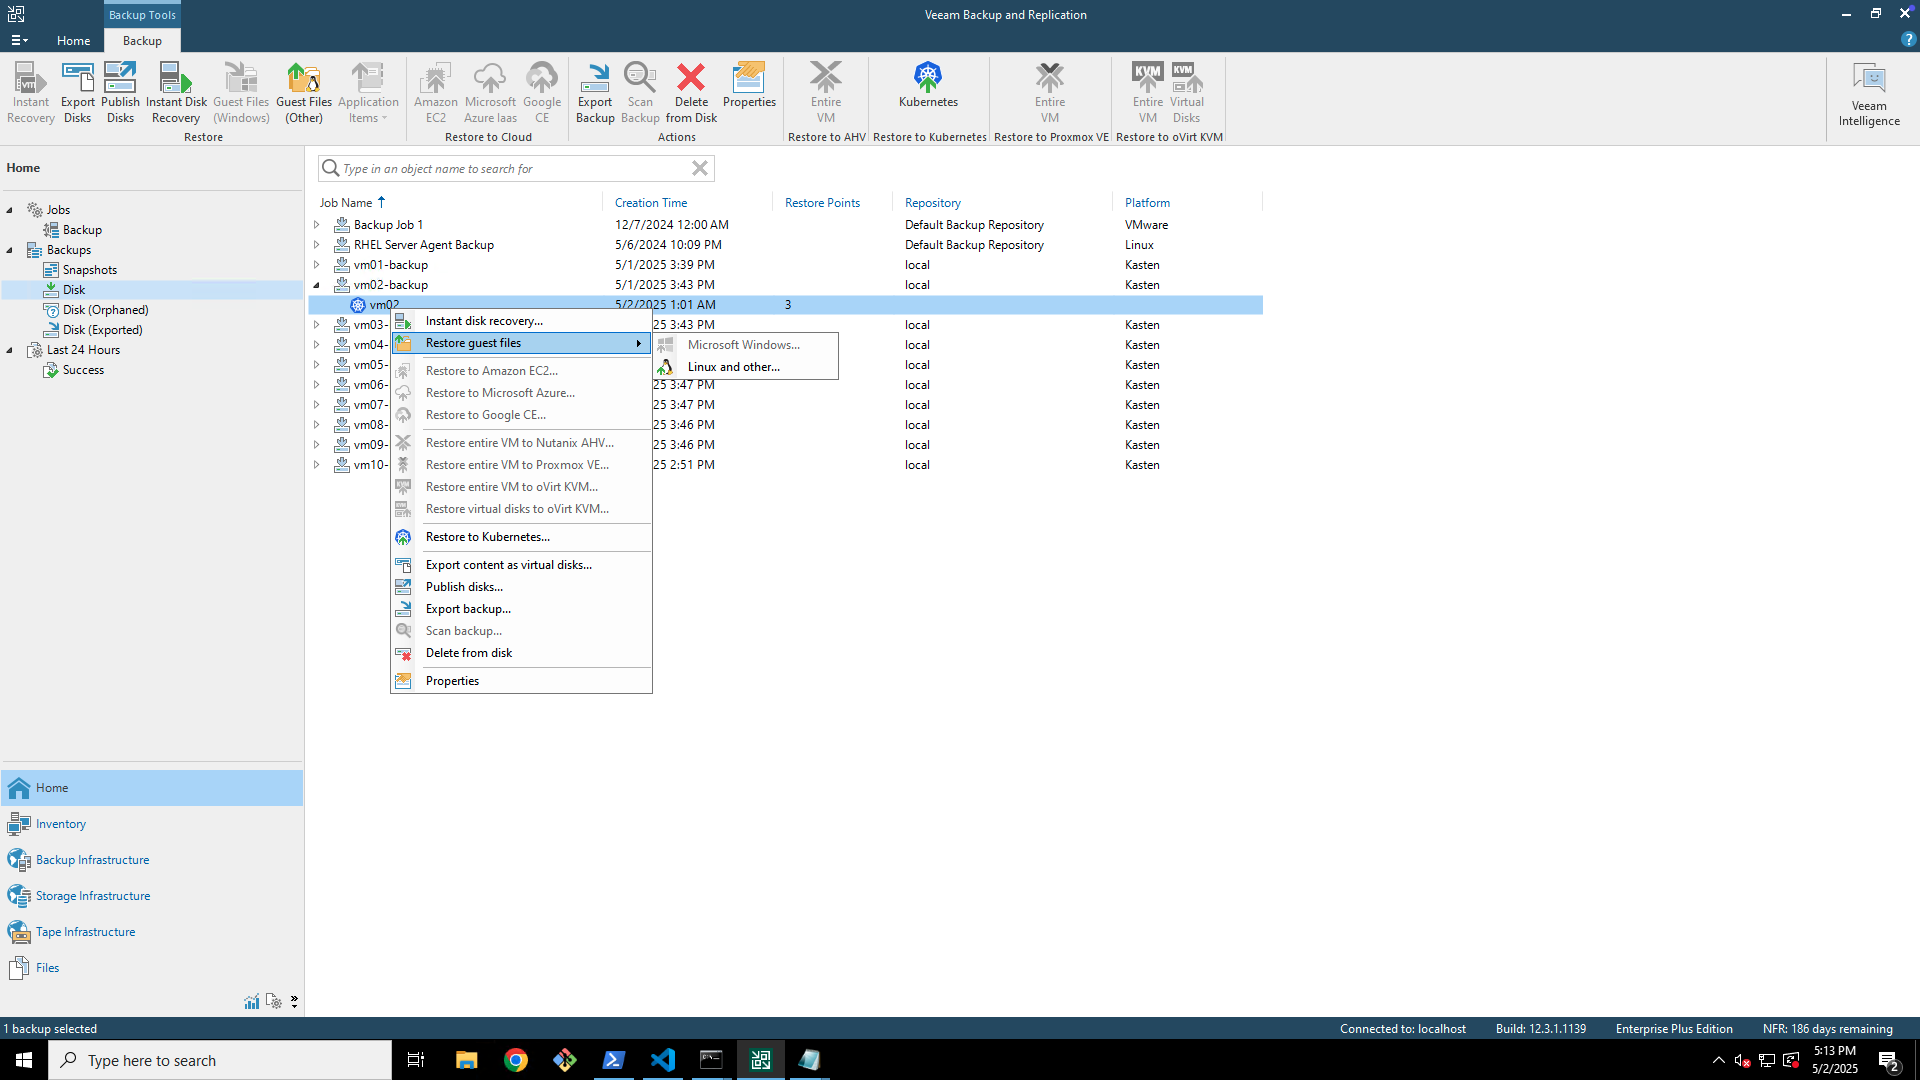 Backup Tools
Veeam Backup and Replication
Home
Backup
Instant Recovery
Export Disks
Publish Disks
Instant Disk Recovery
Guest Files (Windows)
Guest Files (Other)
Application Items
Restore
Amazon EC2
Microsoft Azure Iaas
Google CE
Restore to Cloud
Export Backup
Scan Backup
Delete from Disk
Properties
Actions
Entire VM
Restore to AHV
Kubernetes
Restore to Kubernetes
Entire VM
Restore to Proxmox VE
KVM
Entire VM
KVM
Virtual Disks
Restore to oVirt KVM
Veeam Intelligence
Home
Type in an object name to search for
Jobs
Backup
Backups
Snapshots
Disk
Disk (Orphaned)
Disk (Exported)
Last 24 Hours
Success
Job Name Creation Time Restore Points Repository Platform
Backup Job 1 12/7/2024 12:00 AM Default Backup Repository VMware
RHEL Server Agent Backup 5/6/2024 10:09 PM Default Backup Repository Linux
vm01-backup 5/1/2025 3:39 PM local Kasten
vm02-backup 5/1/2025 3:43 PM local Kasten
vm02 5/2/2025 1:01 AM 3
vm03- 25 3:43 PM local Kasten
vm04- local Kasten
vm05- local Kasten
vm06- 25 3:47 PM local Kasten
vm07- 25 3:47 PM local Kasten
vm08- 25 3:46 PM local Kasten
vm09- 25 3:46 PM local Kasten
vm10- 25 2:51 PM local Kasten
Instant disk recovery...
Restore guest files
Microsoft Windows...
Linux and other...
Restore to Amazon EC2...
Restore to Microsoft Azure...
Restore to Google CE...
Restore entire VM to Nutanix AHV...
Restore entire VM to Proxmox VE...
Restore entire VM to oVirt KVM...
Restore virtual disks to oVirt KVM...
Restore to Kubernetes...
Export content as virtual disks...
Publish disks...
Export backup...
Scan backup...
Delete from disk
Properties
Home
Inventory
Backup Infrastructure
Storage Infrastructure
Tape Infrastructure
Files
1 backup selected
Connected to: localhost
Build: 12.3.1.1139
Enterprise Plus Edition
NFR: 186 days remaining
Type here to search
5:13 PM
5/2/2025
2